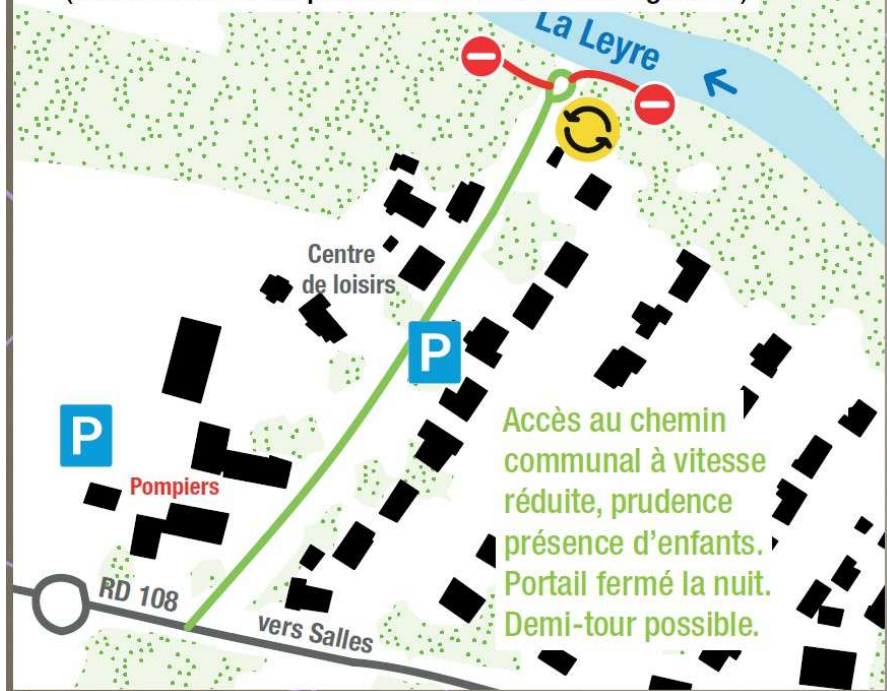 La Leyre
Centre
de loisirs
P
P
Pompiers
Accès au chemin
communal à vitesse
réduite, prudence
présence d'enfants.
Portail fermé la nuit.
Demi-tour possible.
RD 108
vers Salles